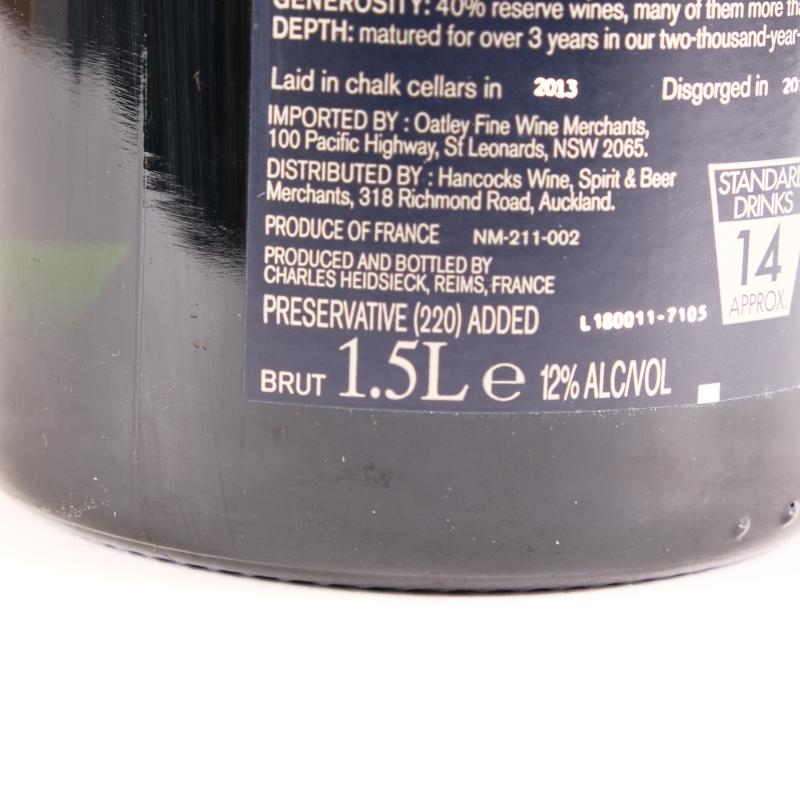 GENEROSITY: 40% reserve wines, many of them more
DEPTH: matured for over 3 years in our two-thousand-year-
Laid in chalk cellars in 2013 Disgorged in
IMPORTED BY : Oatley Fine Wine Merchants,
100 Pacific Highway, St Leonards, NSW 2065.
DISTRIBUTED BY : Hancocks Wine, Spirit & Beer
Merchants, 318 Richmond Road, Auckland.
PRODUCE OF FRANCE NM-211-002
PRODUCED AND BOTTLED BY
CHARLES HEIDSIECK, REIMS, FRANCE
PRESERVATIVE (220) ADDED L180011-7105
BRUT 1.5L e 12% ALC/VOL
STANDARD
DRINKS
14
APPROX.